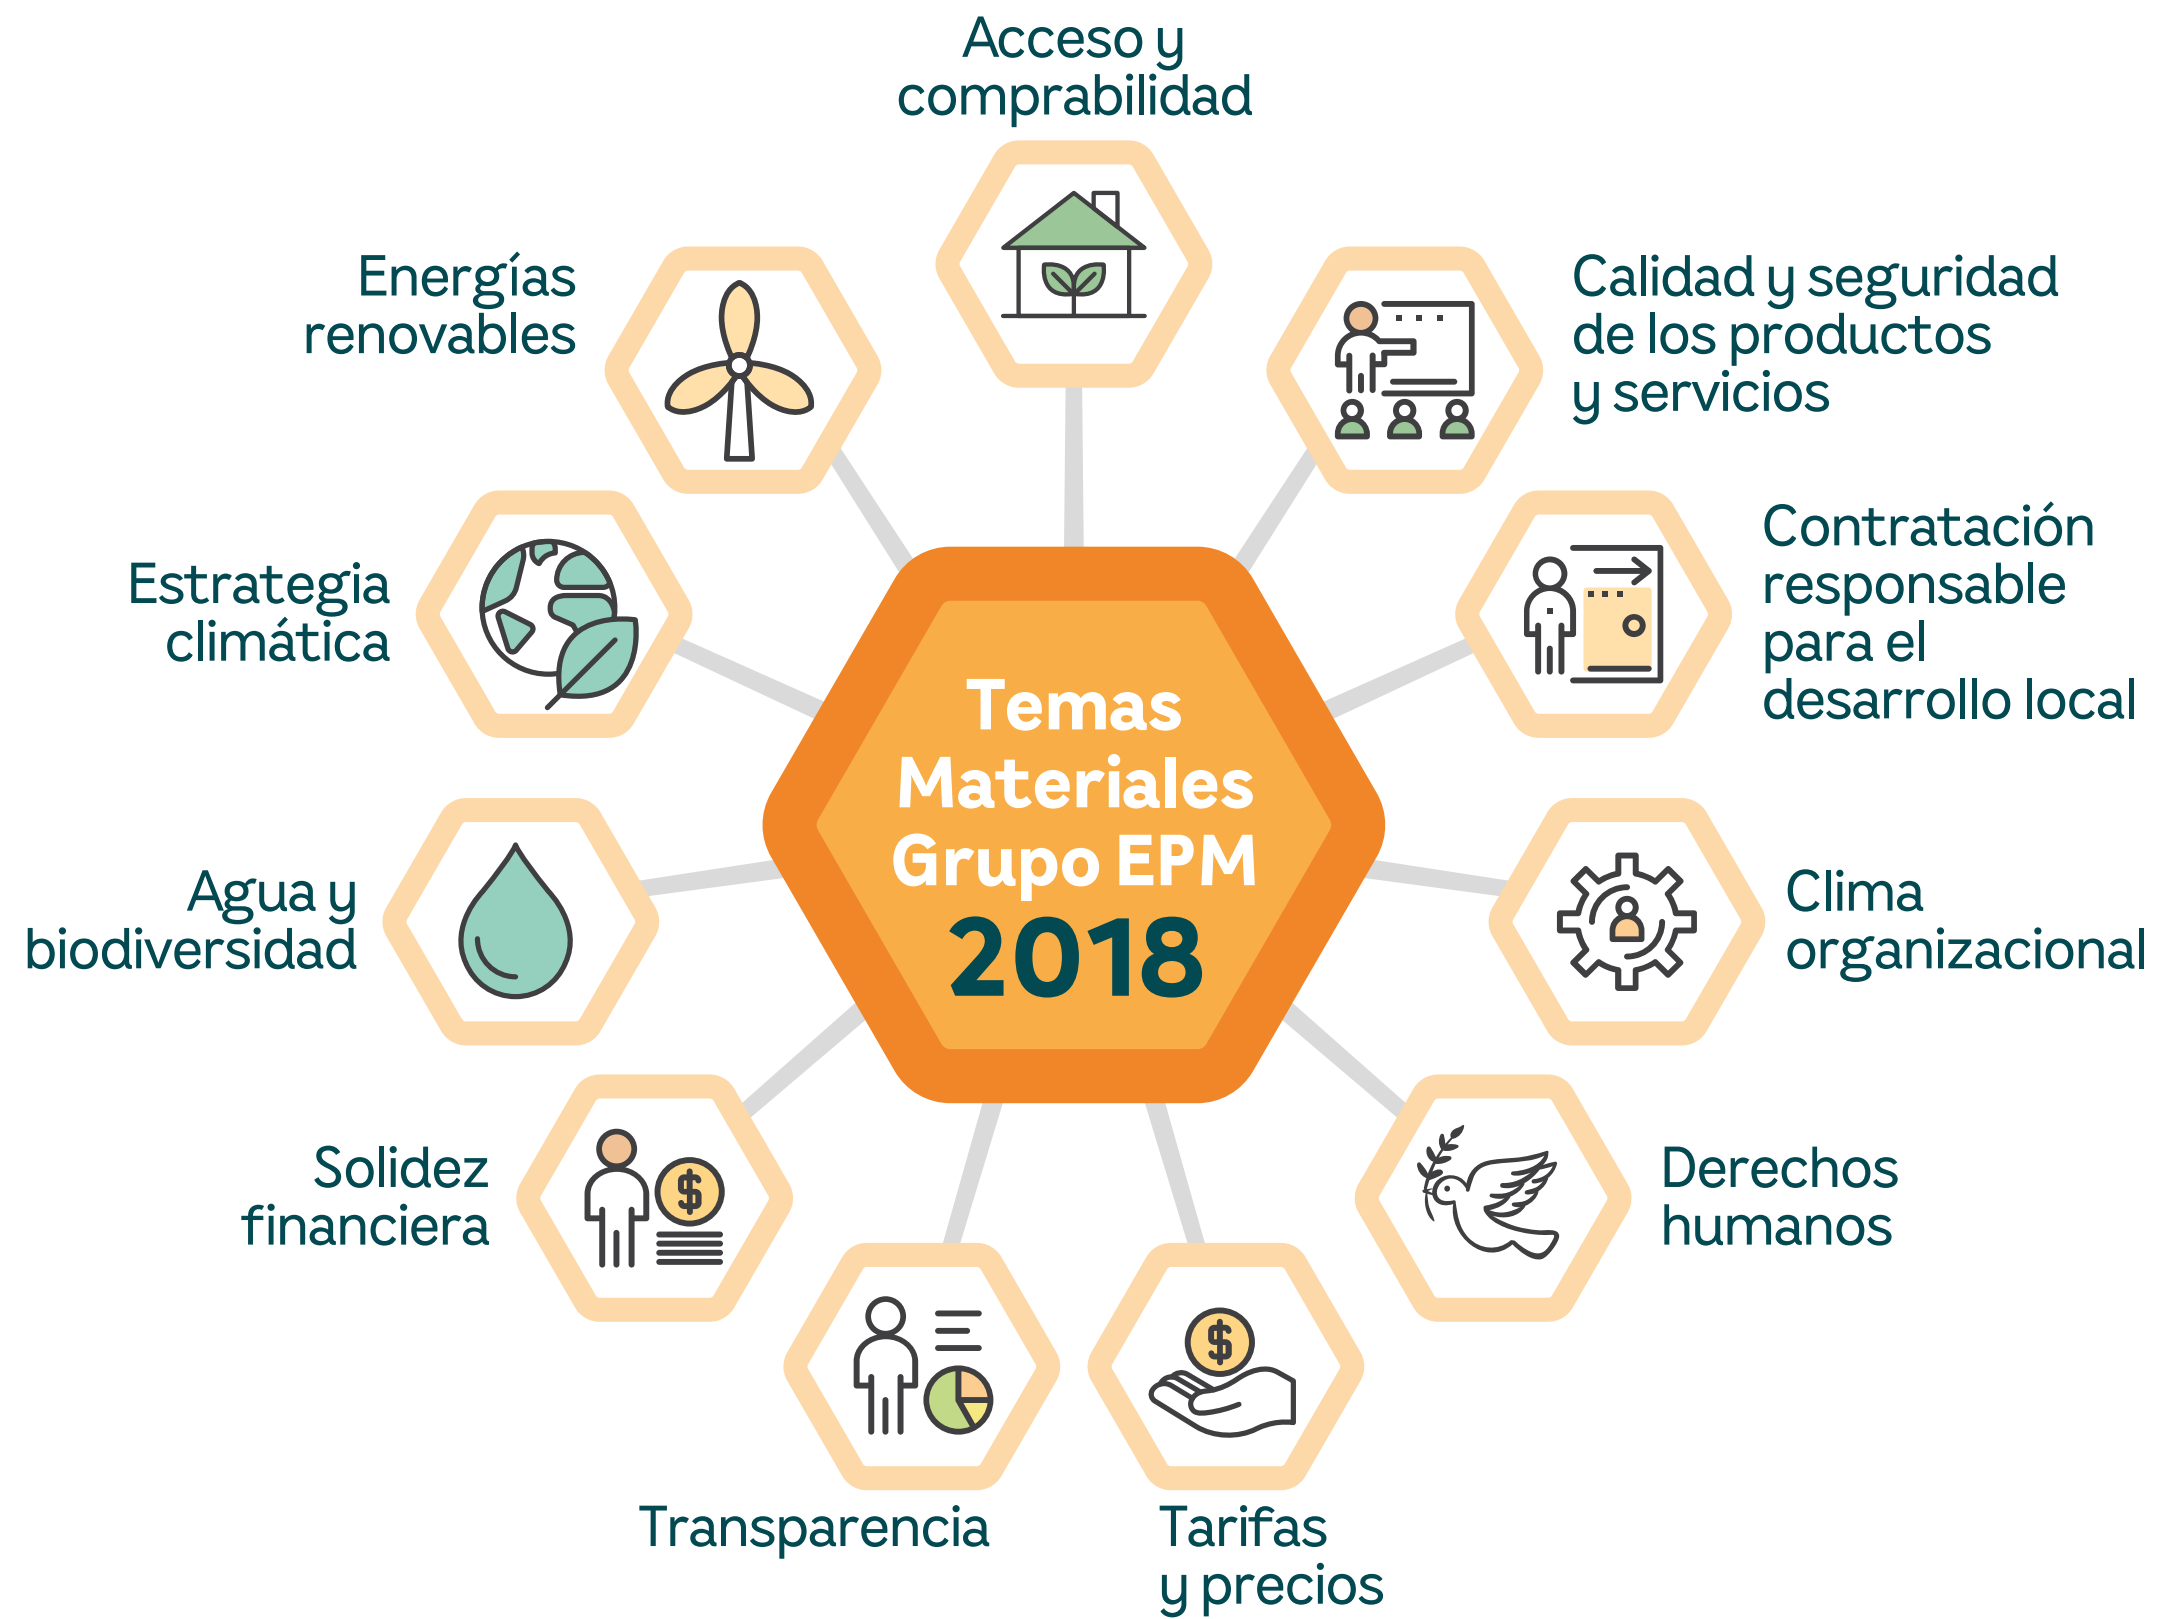 Acceso y
comprabilidad
Calidad y seguridad
de los productos
y servicios
Contratación
responsable
para el
desarrollo local
Clima
organizacional
Derechos
humanos
Tarifas
y precios
Transparencia
Solidez
financiera
Agua y
biodiversidad
Estrategia
climática
Energías
renovables
Temas
Materiales
Grupo EPM
2018
$
$